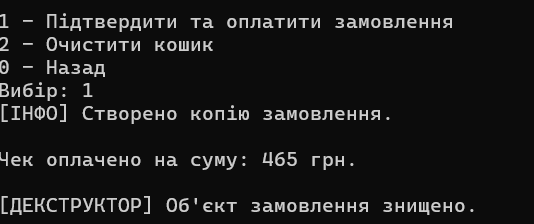 1 – Підтвердити та оплатити замовлення
2 – Очистити кошик
0 – Назад
Вибір: 1
[ІНФО] Створено копію замовлення.
Чек оплачено на суму: 465 грн.
[ДЕКСТРУКТОР] Об'єкт замовлення знищено.